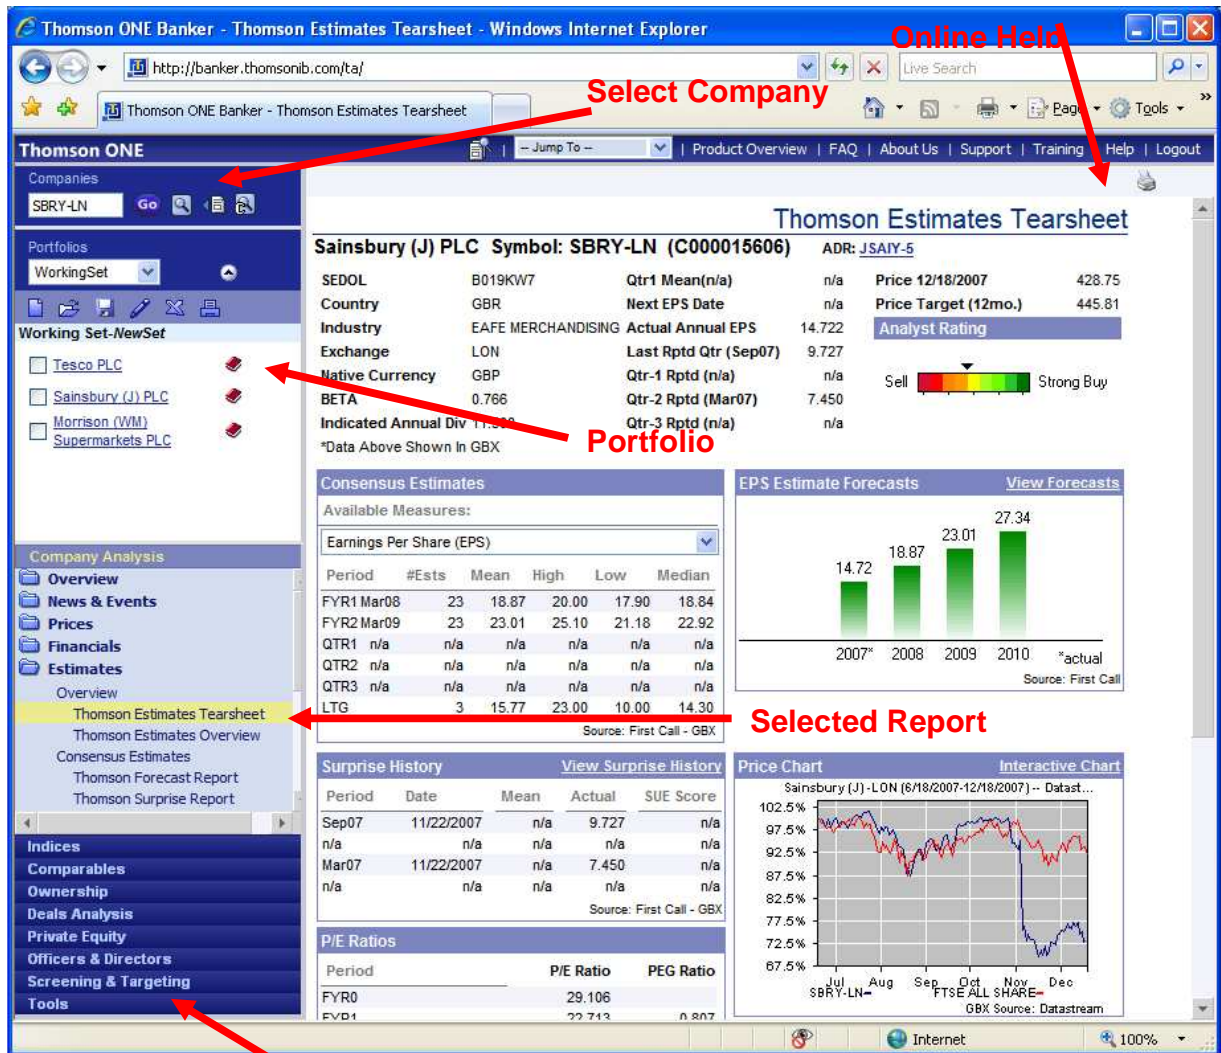 Thomson ONE Banker - Thomson Estimates Tearsheet - Windows Internet Explorer
Online Help
http://banker.thomsonib.com/ta/
Live Search
Select Company
Thomson ONE Banker - Thomson Estimates Tearsheet
Page
Tools
»
Thomson ONE
-- Jump To --
| Product Overview | FAQ | About Us | Support | Training | Help | Logout
Companies
SBRY-LN Go
Portfolios
WorkingSet
Working Set-NewSet
Tesco PLC
Sainsbury (J) PLC
Morrison (WM)
Supermarkets PLC
Portfolio
Company Analysis
Overview
News & Events
Prices
Financials
Estimates
Overview
Thomson Estimates Tearsheet
Thomson Estimates Overview
Consensus Estimates
Thomson Forecast Report
Thomson Surprise Report
Selected Report
Indices
Comparables
Ownership
Deals Analysis
Private Equity
Officers & Directors
Screening & Targeting
Tools
Thomson Estimates Tearsheet
Sainsbury (J) PLC Symbol: SBRY-LN (C000015606) ADR: JSAIY-5
SEDOL B019KW7 Qtr1 Mean(n/a) n/a Price 12/18/2007 428.75
Country GBR Next EPS Date n/a Price Target (12mo.) 445.81
Industry EAFE MERCHANDISING Actual Annual EPS 14.722 Analyst Rating
Exchange LON Last Rptd Qtr (Sep07) 9.727
Native Currency GBP Qtr-1 Rptd (n/a) n/a Sell Strong Buy
BETA 0.766 Qtr-2 Rptd (Mar07) 7.450
Indicated Annual Div Qtr-3 Rptd (n/a) n/a
*Data Above Shown In GBX
Consensus Estimates
Available Measures:
Earnings Per Share (EPS)
Period #Ests Mean High Low Median
FYR1 Mar08 23 18.87 20.00 17.90 18.84
FYR2 Mar09 23 23.01 25.10 21.18 22.92
QTR1 n/a n/a n/a n/a n/a n/a
QTR2 n/a n/a n/a n/a n/a n/a
QTR3 n/a n/a n/a n/a n/a n/a
LTG 3 15.77 23.00 10.00 14.30
Source: First Call - GBX
EPS Estimate Forecasts View Forecasts
27.34
23.01
18.87
14.72
2007* 2008 2009 2010 *actual
Source: First Call
Surprise History View Surprise History
Period Date Mean Actual SUE Score
Sep07 11/22/2007 n/a 9.727 n/a
n/a n/a n/a n/a n/a
Mar07 11/22/2007 n/a 7.450 n/a
n/a n/a n/a n/a n/a
Source: First Call - GBX
Price Chart Interactive Chart
Sainsbury (J) -LON (6/18/2007-12/18/2007) -- Datast...
102.5%
97.5%
92.5%
87.5%
82.5%
77.5%
72.5%
67.5%
Jul Aug Sep Oct Nov Dec
SBRY-LN FTSE ALL SHARE
GBX Source: Datastream
P/E Ratios
Period P/E Ratio PEG Ratio
FYR0 29.106
FYR1 22.713 0.807
Internet
100%